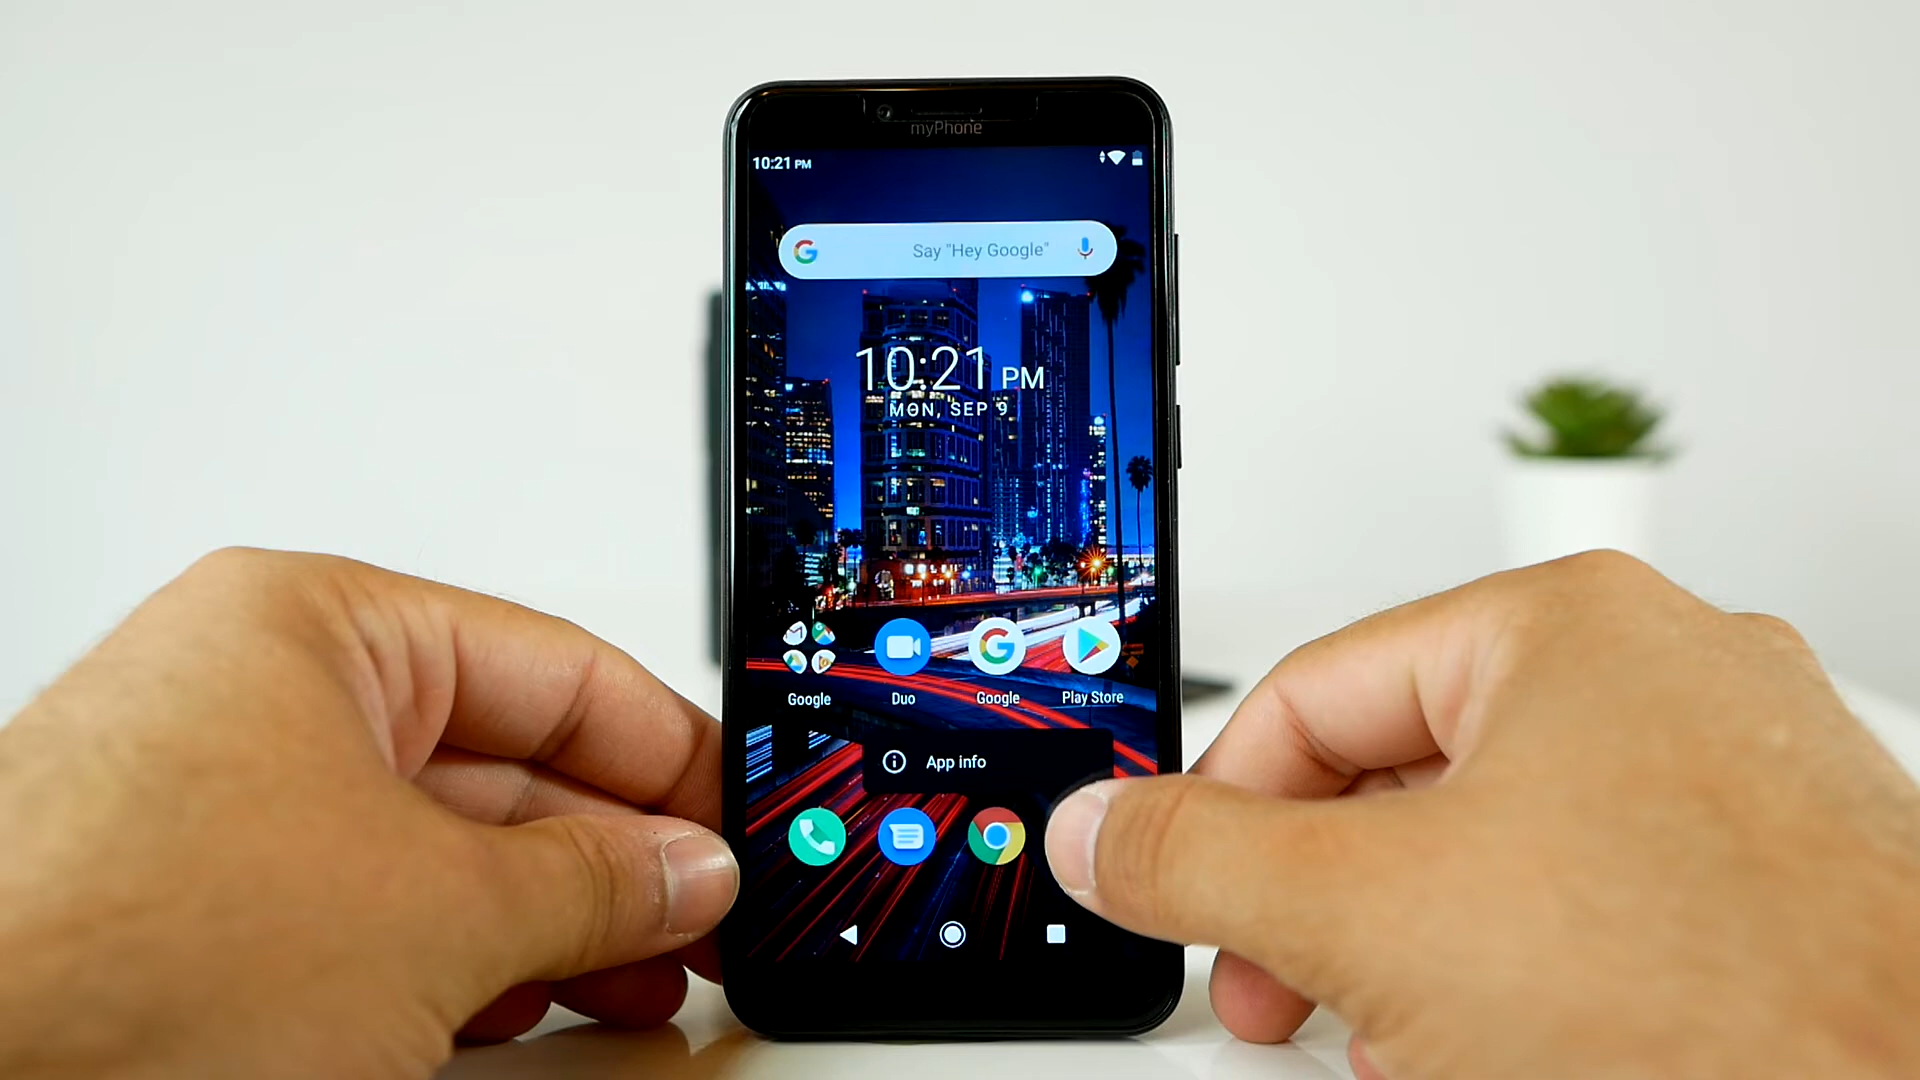 myPhone
10:21 PM
Say "Hey Google"
10:21 PM
MON, SEP 9
Google
Duo
Google
Play Store
App info